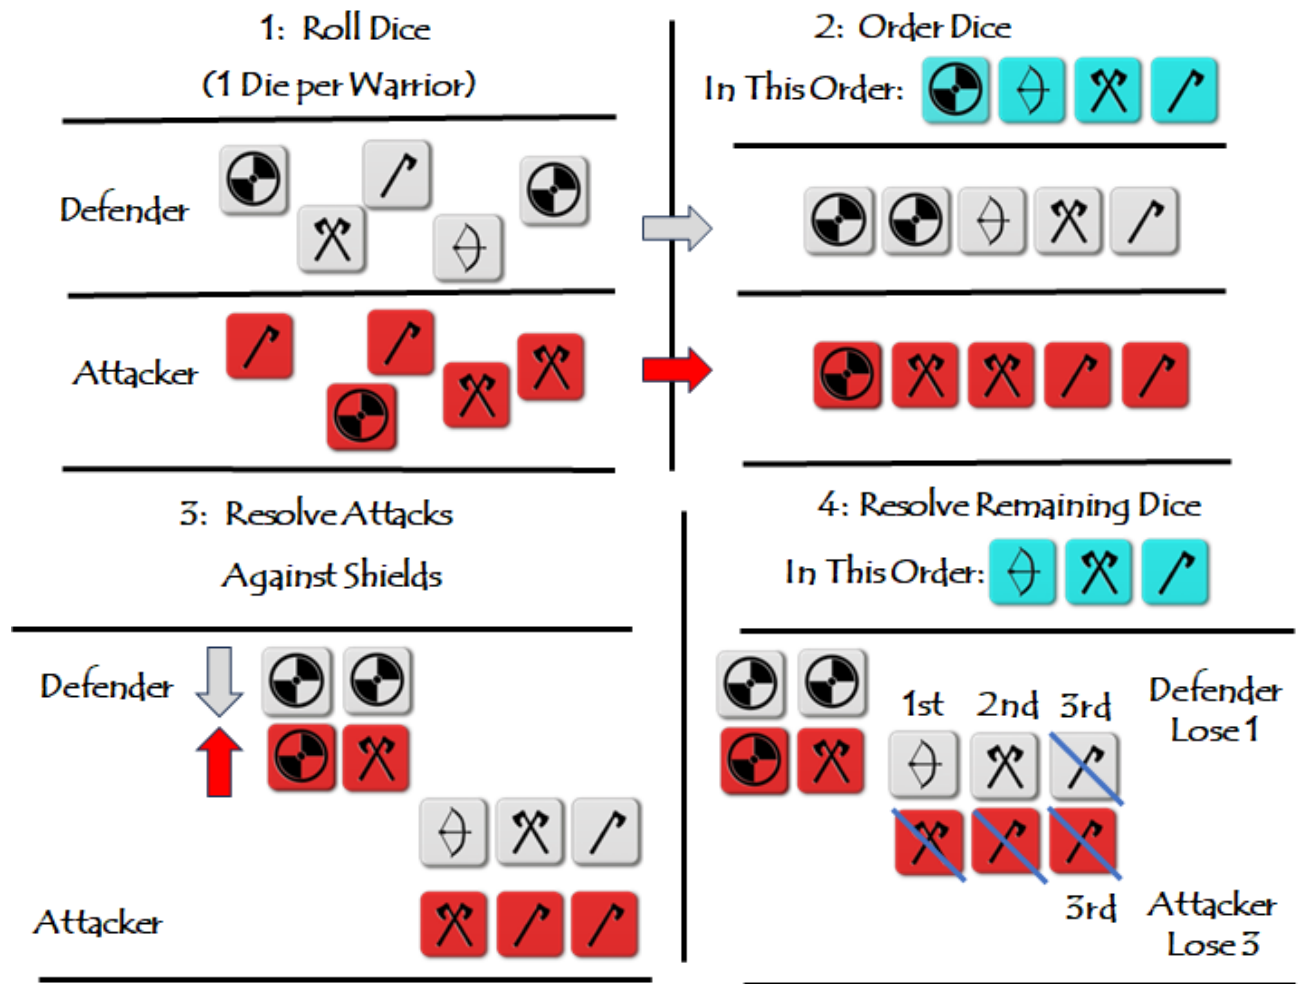 1: Roll Dice
(1 Die per Warrior)
Defender
Attacker
2: Order Dice
In This Order:
3: Resolve Attacks
Against Shields
Defender
Attacker
4: Resolve Remaining Dice
In This Order:
1st 2nd 3rd
Defender
Lose 1
3rd
Attacker
Lose 3